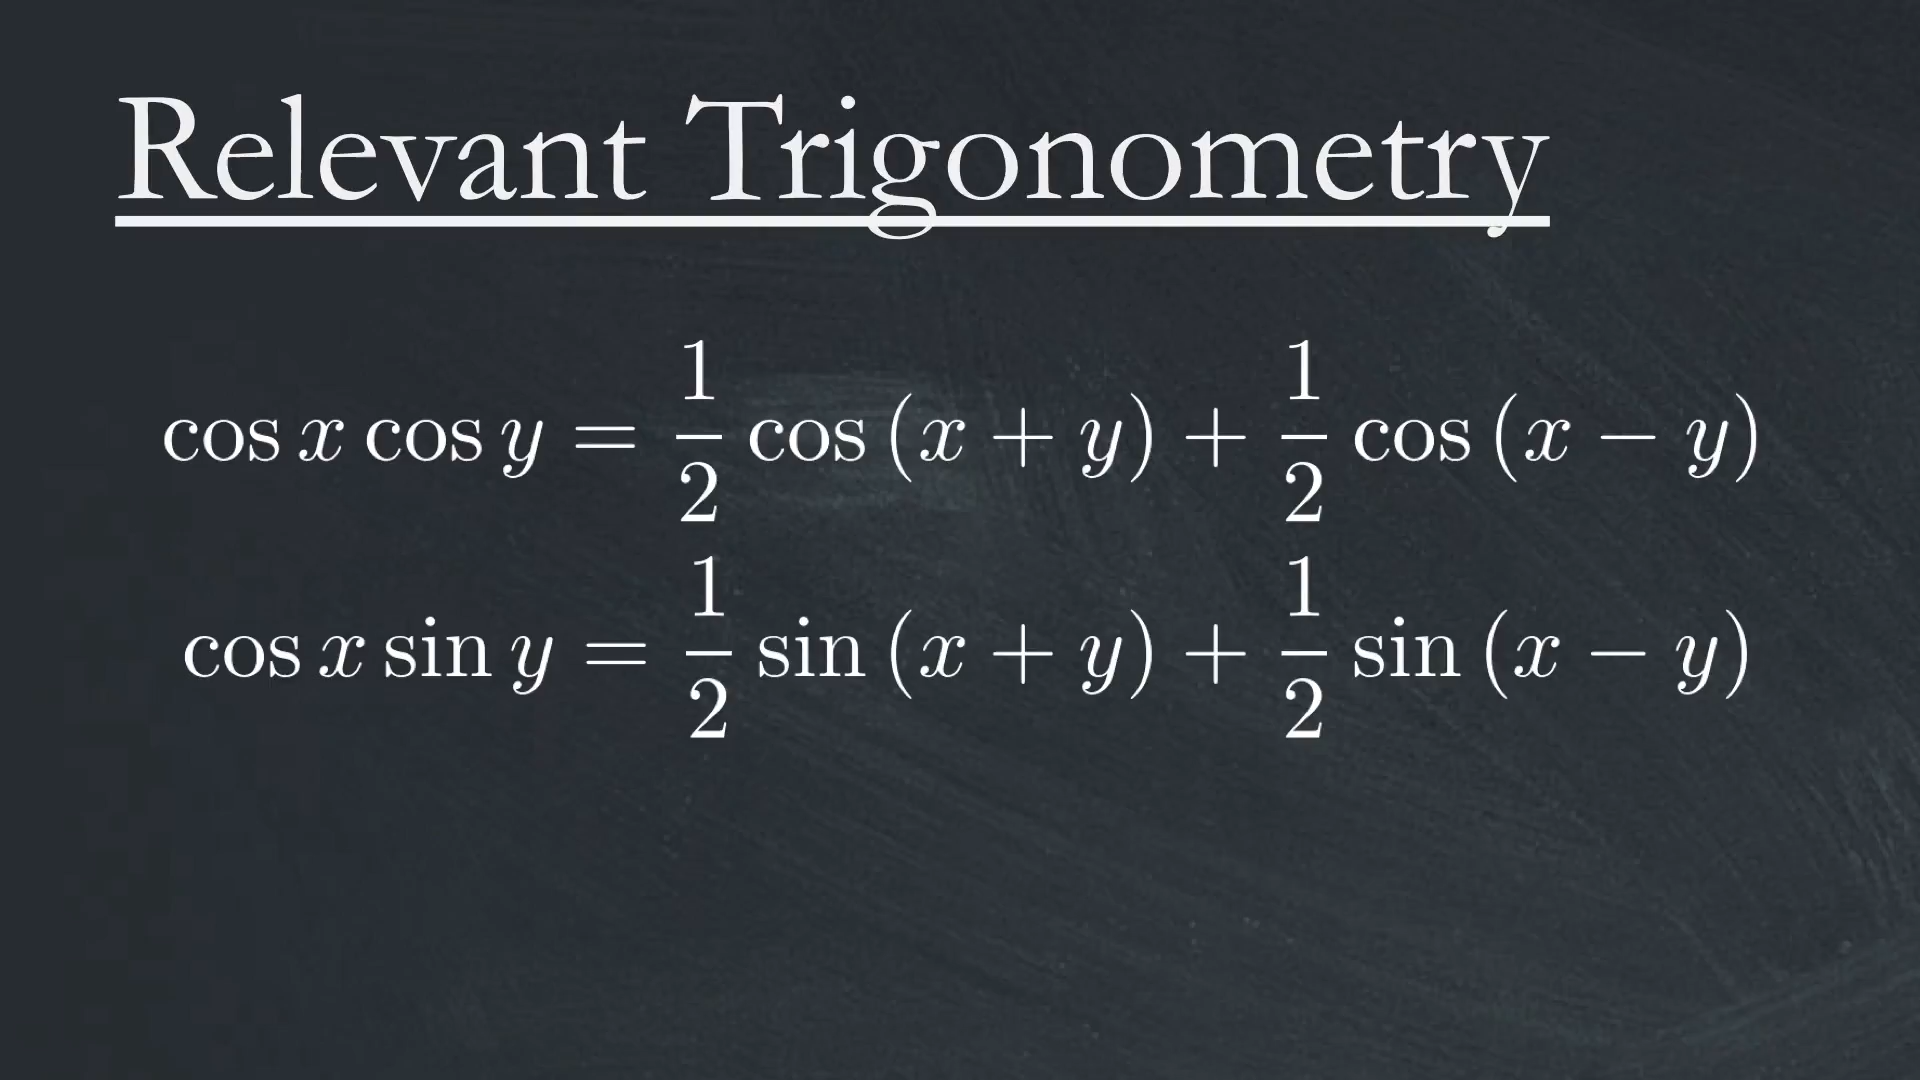 Relevant Trigonometry
cos x cos y = 1/2 cos (x + y) + 1/2 cos (x − y)
cos x sin y = 1/2 sin (x + y) + 1/2 sin (x − y)